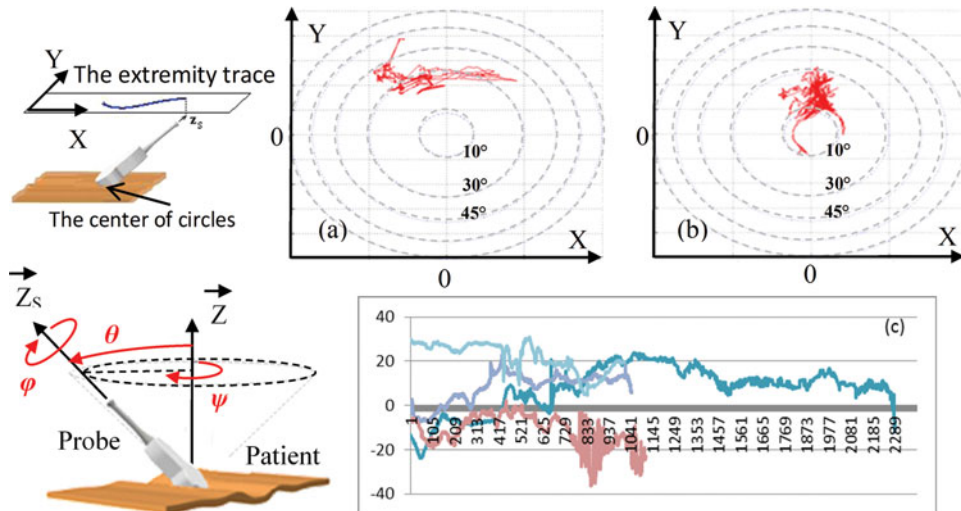 Y
The extremity trace
z_s
X
The center of circles
Y
0
10°
30°
45°
(a)
X
0
Y
0
10°
30°
45°
(b)
X
0
Z_S
Z
θ
φ
ψ
Probe
Patient
(c)
40
20
0
-20
-40
1
105
209
313
417
521
625
729
833
937
1041
1145
1249
1353
1457
1561
1665
1769
1873
1977
2081
2185
2289